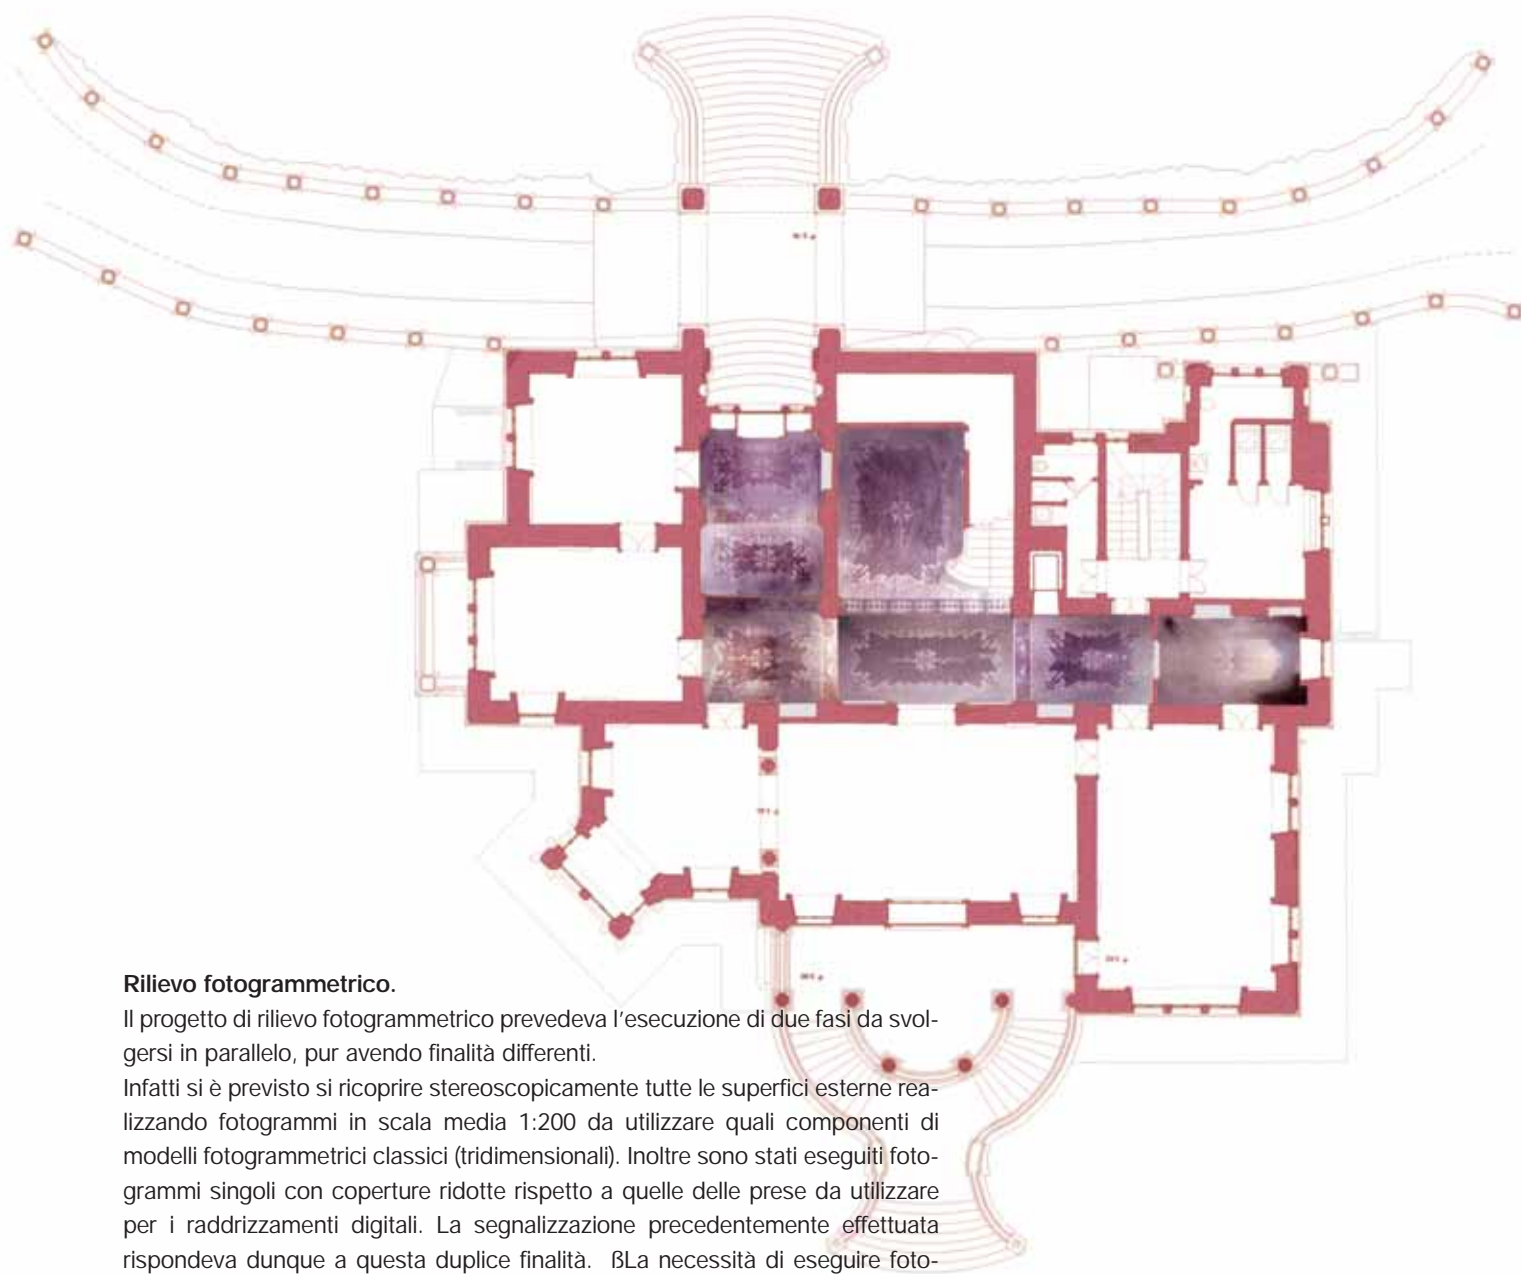 Rilievo fotogrammetrico.
Il progetto di rilievo fotogrammetrico prevedeva l'esecuzione di due fasi da svol-
gersi in parallelo, pur avendo finalità differenti.
Infatti si è previsto si ricoprire stereoscopicamente tutte le superfici esterne rea-
lizzando fotogrammi in scala media 1:200 da utilizzare quali componenti di
modelli fotogrammetrici classici (tridimensionali). Inoltre sono stati eseguiti foto-
grammi singoli con coperture ridotte rispetto a quelle delle prese da utilizzare
per i raddrizzamenti digitali. La segnalizzazione precedentemente effettuata
rispondeva dunque a questa duplice finalità. ßLa necessità di eseguire foto-